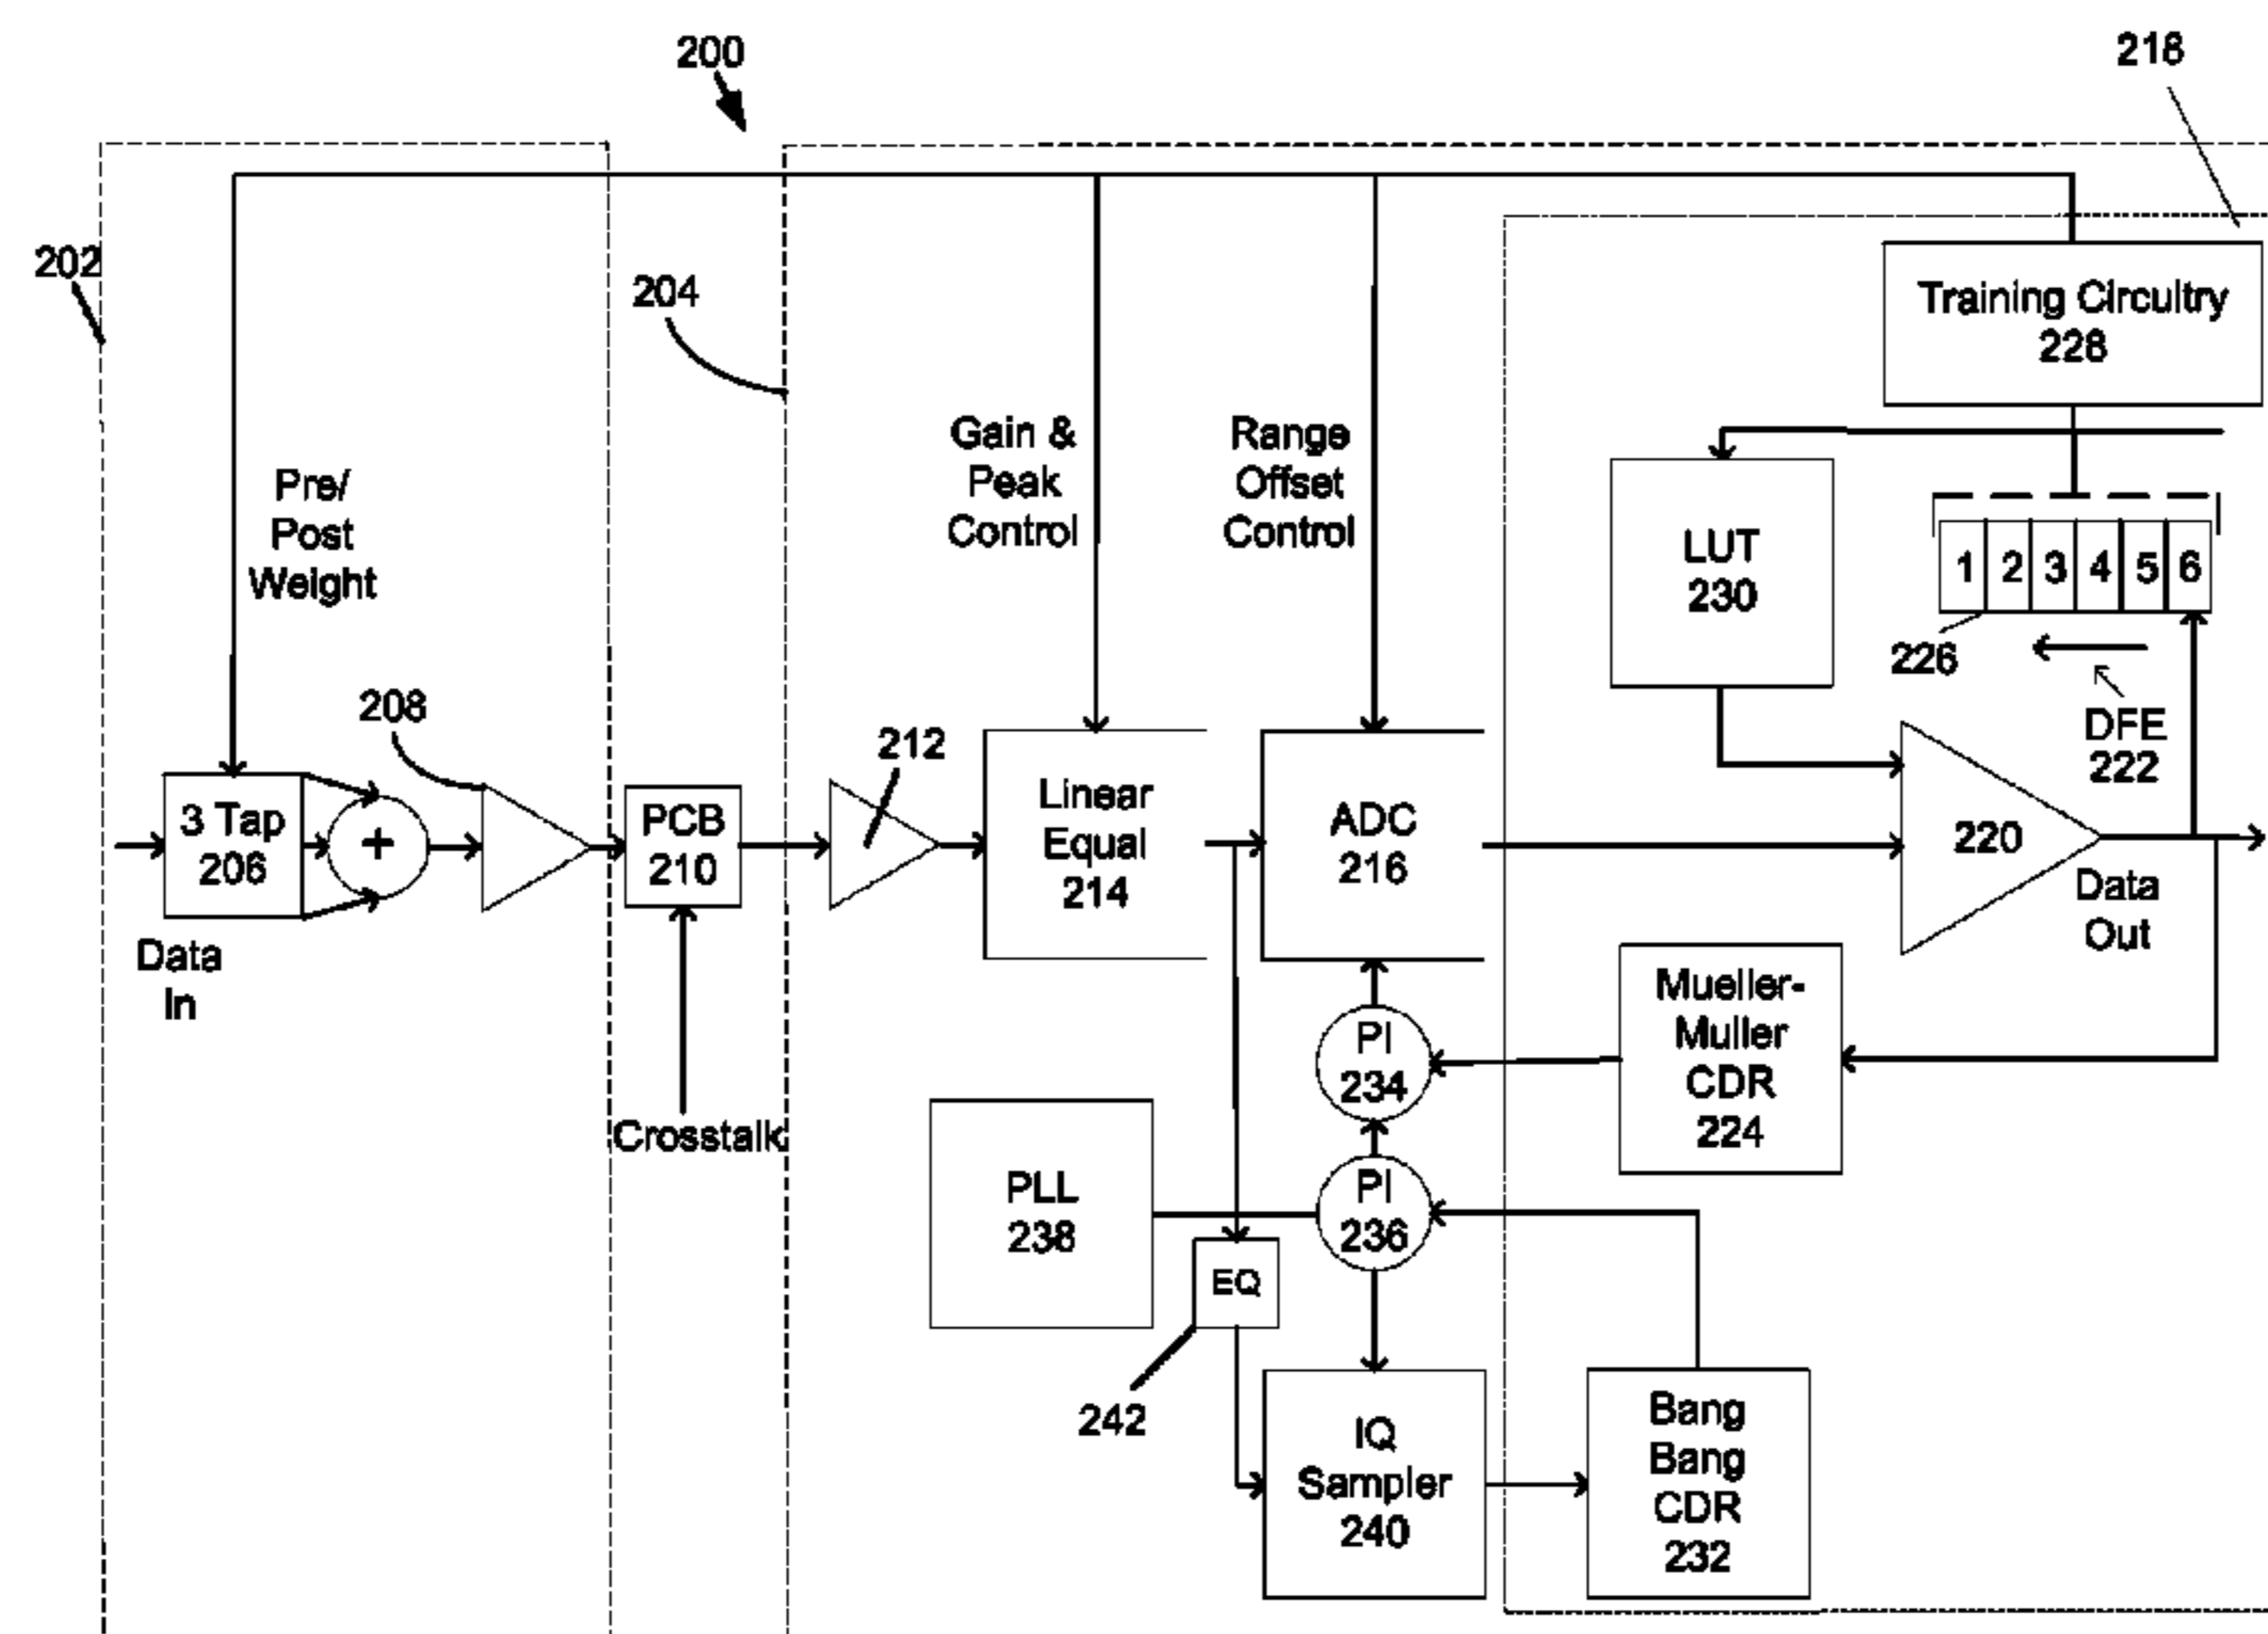 200
218
202
204
Training Circuitry
228
Gain &
Peak
Control
Range
Offset
Control
Pre/
Post
Weight
LUT
230
1 2 3 4 5 6
226
DFE
222
208
212
3 Tap
206
+
PCB
210
Linear
Equal
214
ADC
216
220
Data
Out
Data
In
Mueller-
Muller
CDR
224
PI
234
Crosstalk
PLL
238
PI
236
EQ
242
IQ
Sampler
240
Bang
Bang
CDR
232